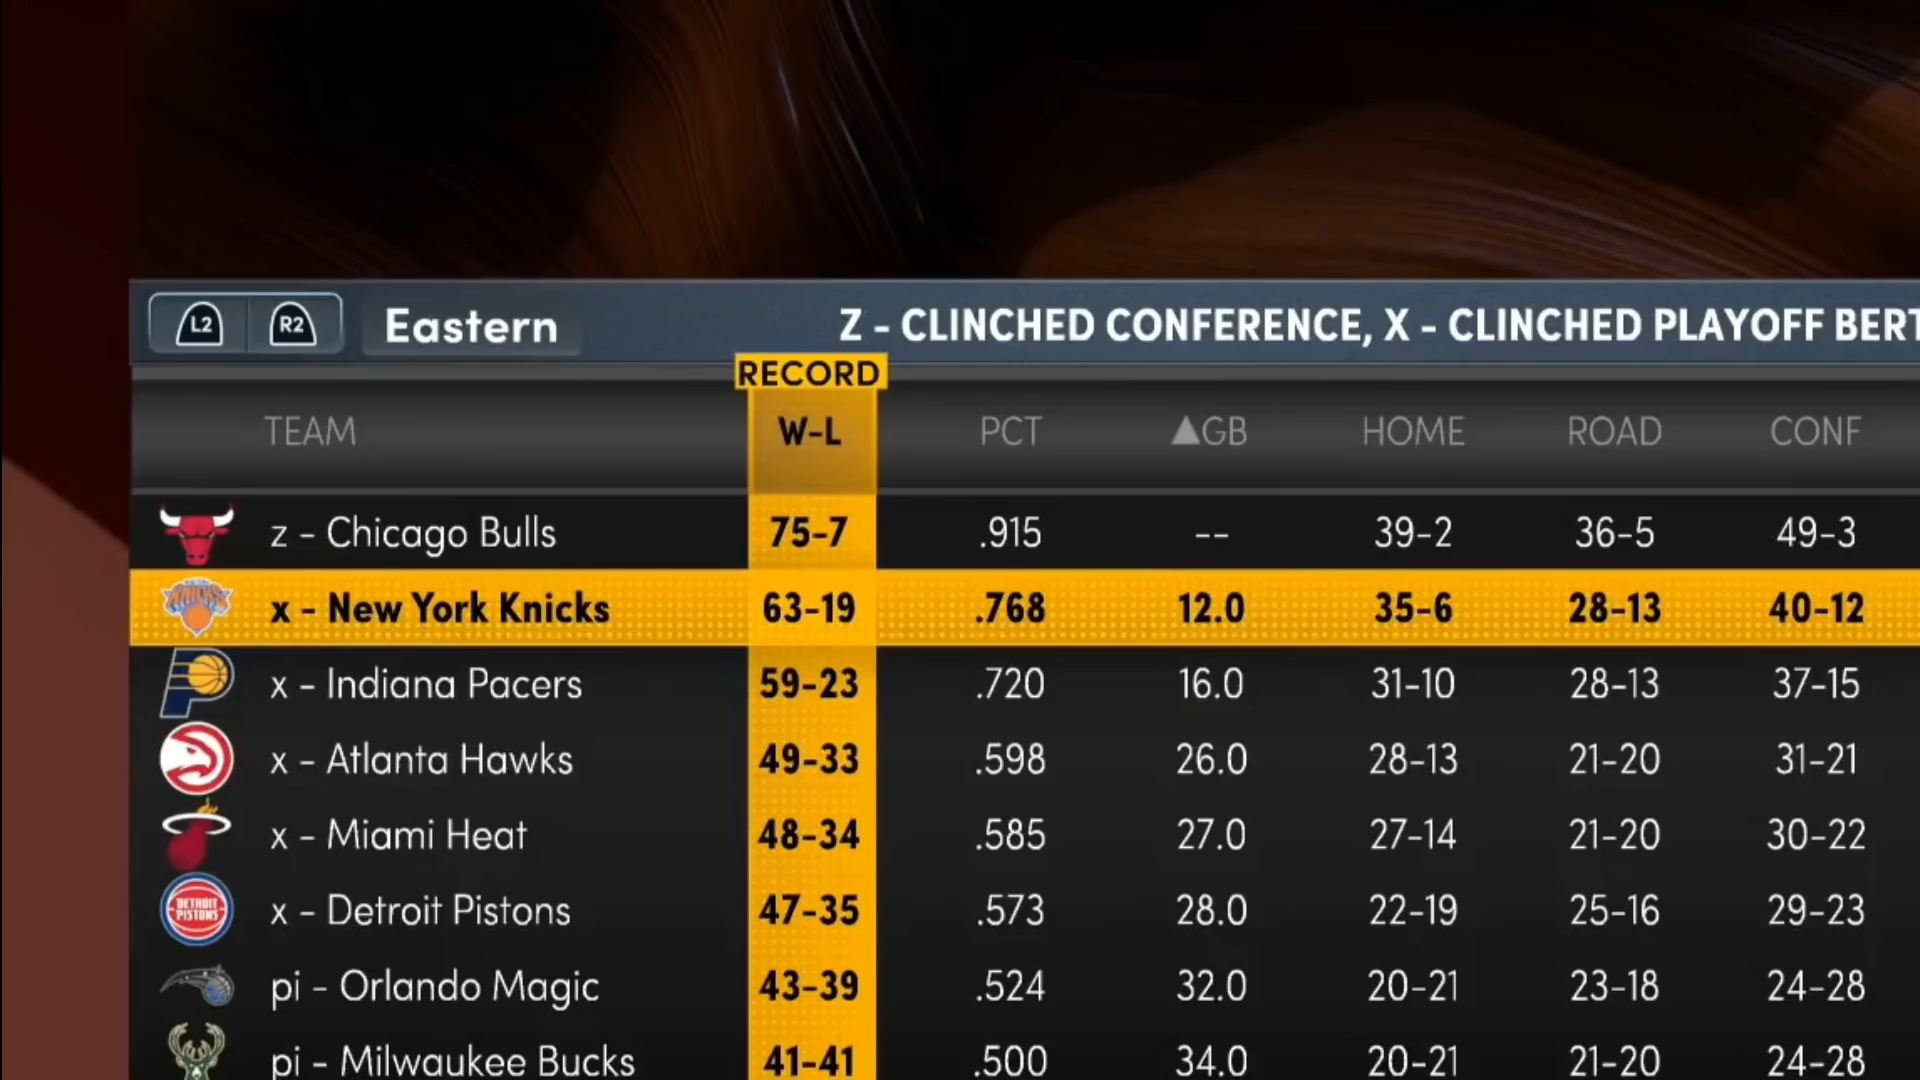 L2 R2 Eastern Z - CLINCHED CONFERENCE, X - CLINCHED PLAYOFF BERT
RECORD
TEAM W-L PCT ▲GB HOME ROAD CONF
z - Chicago Bulls 75-7 .915 -- 39-2 36-5 49-3
KNICKS x - New York Knicks 63-19 .768 12.0 35-6 28-13 40-12
x - Indiana Pacers 59-23 .720 16.0 31-10 28-13 37-15
x - Atlanta Hawks 49-33 .598 26.0 28-13 21-20 31-21
x - Miami Heat 48-34 .585 27.0 27-14 21-20 30-22
DETROIT PISTONS x - Detroit Pistons 47-35 .573 28.0 22-19 25-16 29-23
pi - Orlando Magic 43-39 .524 32.0 20-21 23-18 24-28
pi - Milwaukee Bucks 41-41 .500 34.0 20-21 21-20 24-28